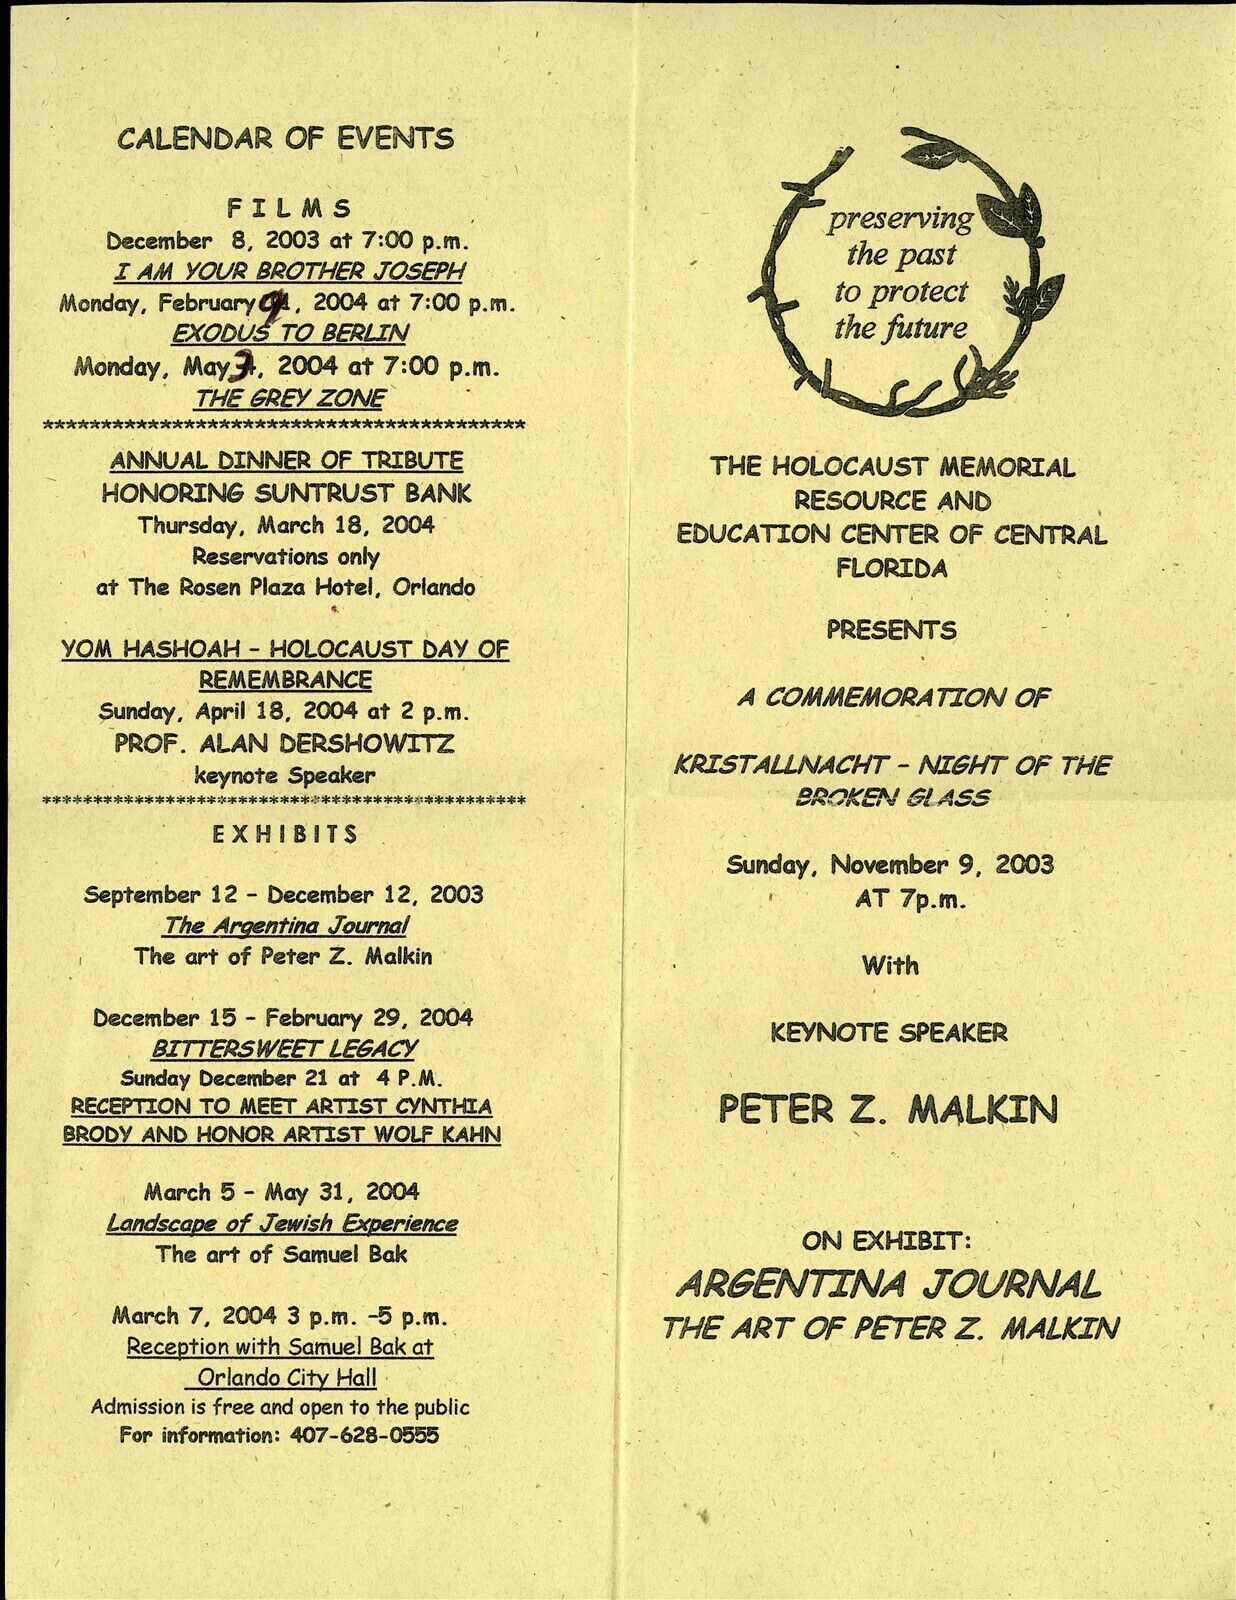 CALENDAR OF EVENTS
FILMS
December 8, 2003 at 7:00 p.m.
I AM YOUR BROTHER JOSEPH
Monday, February 9, 2004 at 7:00 p.m.
EXODUS TO BERLIN
Monday, May 3, 2004 at 7:00 p.m.
THE GREY ZONE
******************************************
ANNUAL DINNER OF TRIBUTE
HONORING SUNTRUST BANK
Thursday, March 18, 2004
Reservations only
at The Rosen Plaza Hotel, Orlando
YOM HASHOAH - HOLOCAUST DAY OF
REMEMBRANCE
Sunday, April 18, 2004 at 2 p.m.
PROF. ALAN DERSHOWITZ
keynote Speaker
***********************************************
EXHIBITS
September 12 - December 12, 2003
The Argentina Journal
The art of Peter Z. Malkin
December 15 - February 29, 2004
BITTERSWEET LEGACY
Sunday December 21 at 4 P.M.
RECEPTION TO MEET ARTIST CYNTHIA
BRODY AND HONOR ARTIST WOLF KAHN
March 5 - May 31, 2004
Landscape of Jewish Experience
The art of Samuel Bak
March 7, 2004 3 p.m. -5 p.m.
Reception with Samuel Bak at
Orlando City Hall
Admission is free and open to the public
For information: 407-628-0555
preserving
the past
to protect
the future
THE HOLOCAUST MEMORIAL
RESOURCE AND
EDUCATION CENTER OF CENTRAL
FLORIDA
PRESENTS
A COMMEMORATION OF
KRISTALLNACHT - NIGHT OF THE
BROKEN GLASS
Sunday, November 9, 2003
AT 7p.m.
With
KEYNOTE SPEAKER
PETER Z. MALKIN
ON EXHIBIT:
ARGENTINA JOURNAL
THE ART OF PETER Z. MALKIN